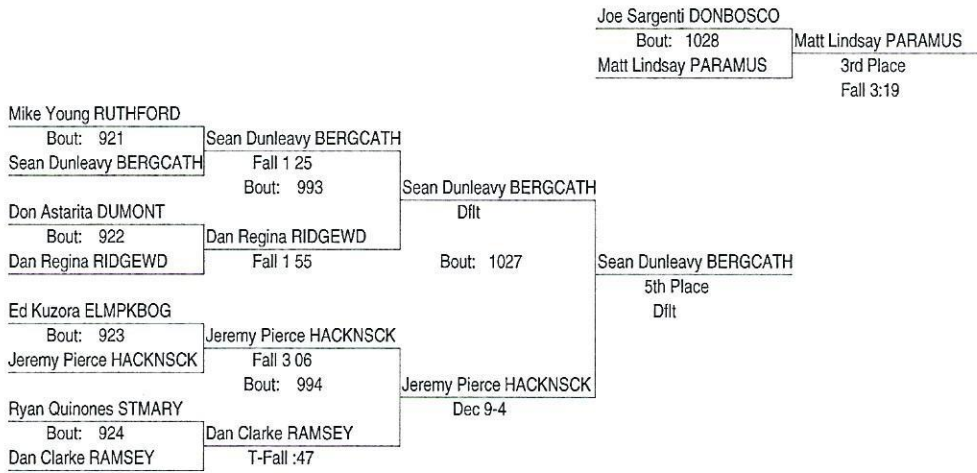 Joe Sargenti DONBOSCO
Bout: 1028
Matt Lindsay PARAMUS
Matt Lindsay PARAMUS
3rd Place
Fall 3:19
Mike Young RUTHFORD
Bout: 921
Sean Dunleavy BERGCATH
Sean Dunleavy BERGCATH
Fall 1 25
Bout: 993
Don Astarita DUMONT
Bout: 922
Dan Regina RIDGEWD
Dan Regina RIDGEWD
Fall 1 55
Sean Dunleavy BERGCATH
Dflt
Bout: 1027
Sean Dunleavy BERGCATH
5th Place
Dflt
Ed Kuzora ELMPKBOG
Bout: 923
Jeremy Pierce HACKNSCK
Jeremy Pierce HACKNSCK
Fall 3 06
Bout: 994
Jeremy Pierce HACKNSCK
Dec 9-4
Ryan Quinones STMARY
Bout: 924
Dan Clarke RAMSEY
Dan Clarke RAMSEY
T-Fall :47